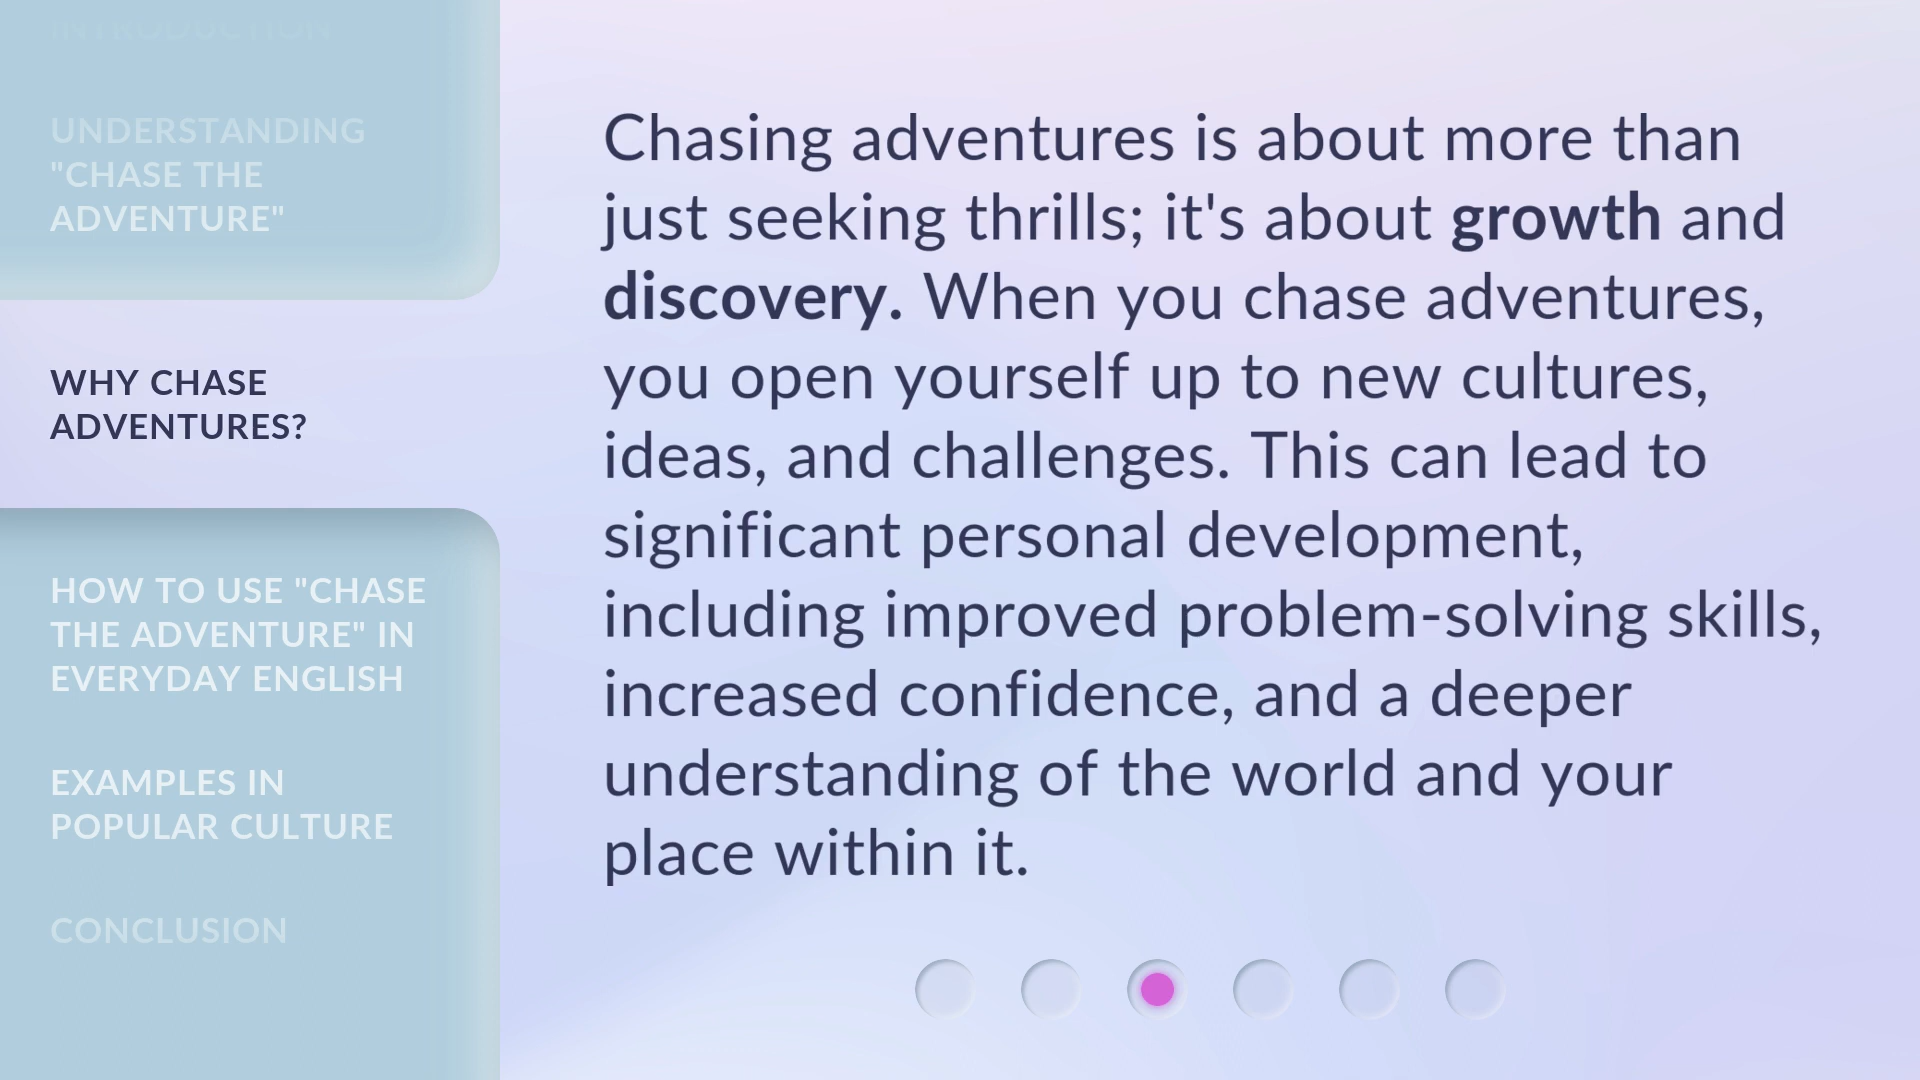 INTRODUCTION
UNDERSTANDING
"CHASE THE
ADVENTURE"
WHY CHASE
ADVENTURES?
HOW TO USE "CHASE
THE ADVENTURE" IN
EVERYDAY ENGLISH
EXAMPLES IN
POPULAR CULTURE
CONCLUSION
Chasing adventures is about more than
just seeking thrills; it's about growth and
discovery. When you chase adventures,
you open yourself up to new cultures,
ideas, and challenges. This can lead to
significant personal development,
including improved problem-solving skills,
increased confidence, and a deeper
understanding of the world and your
place within it.